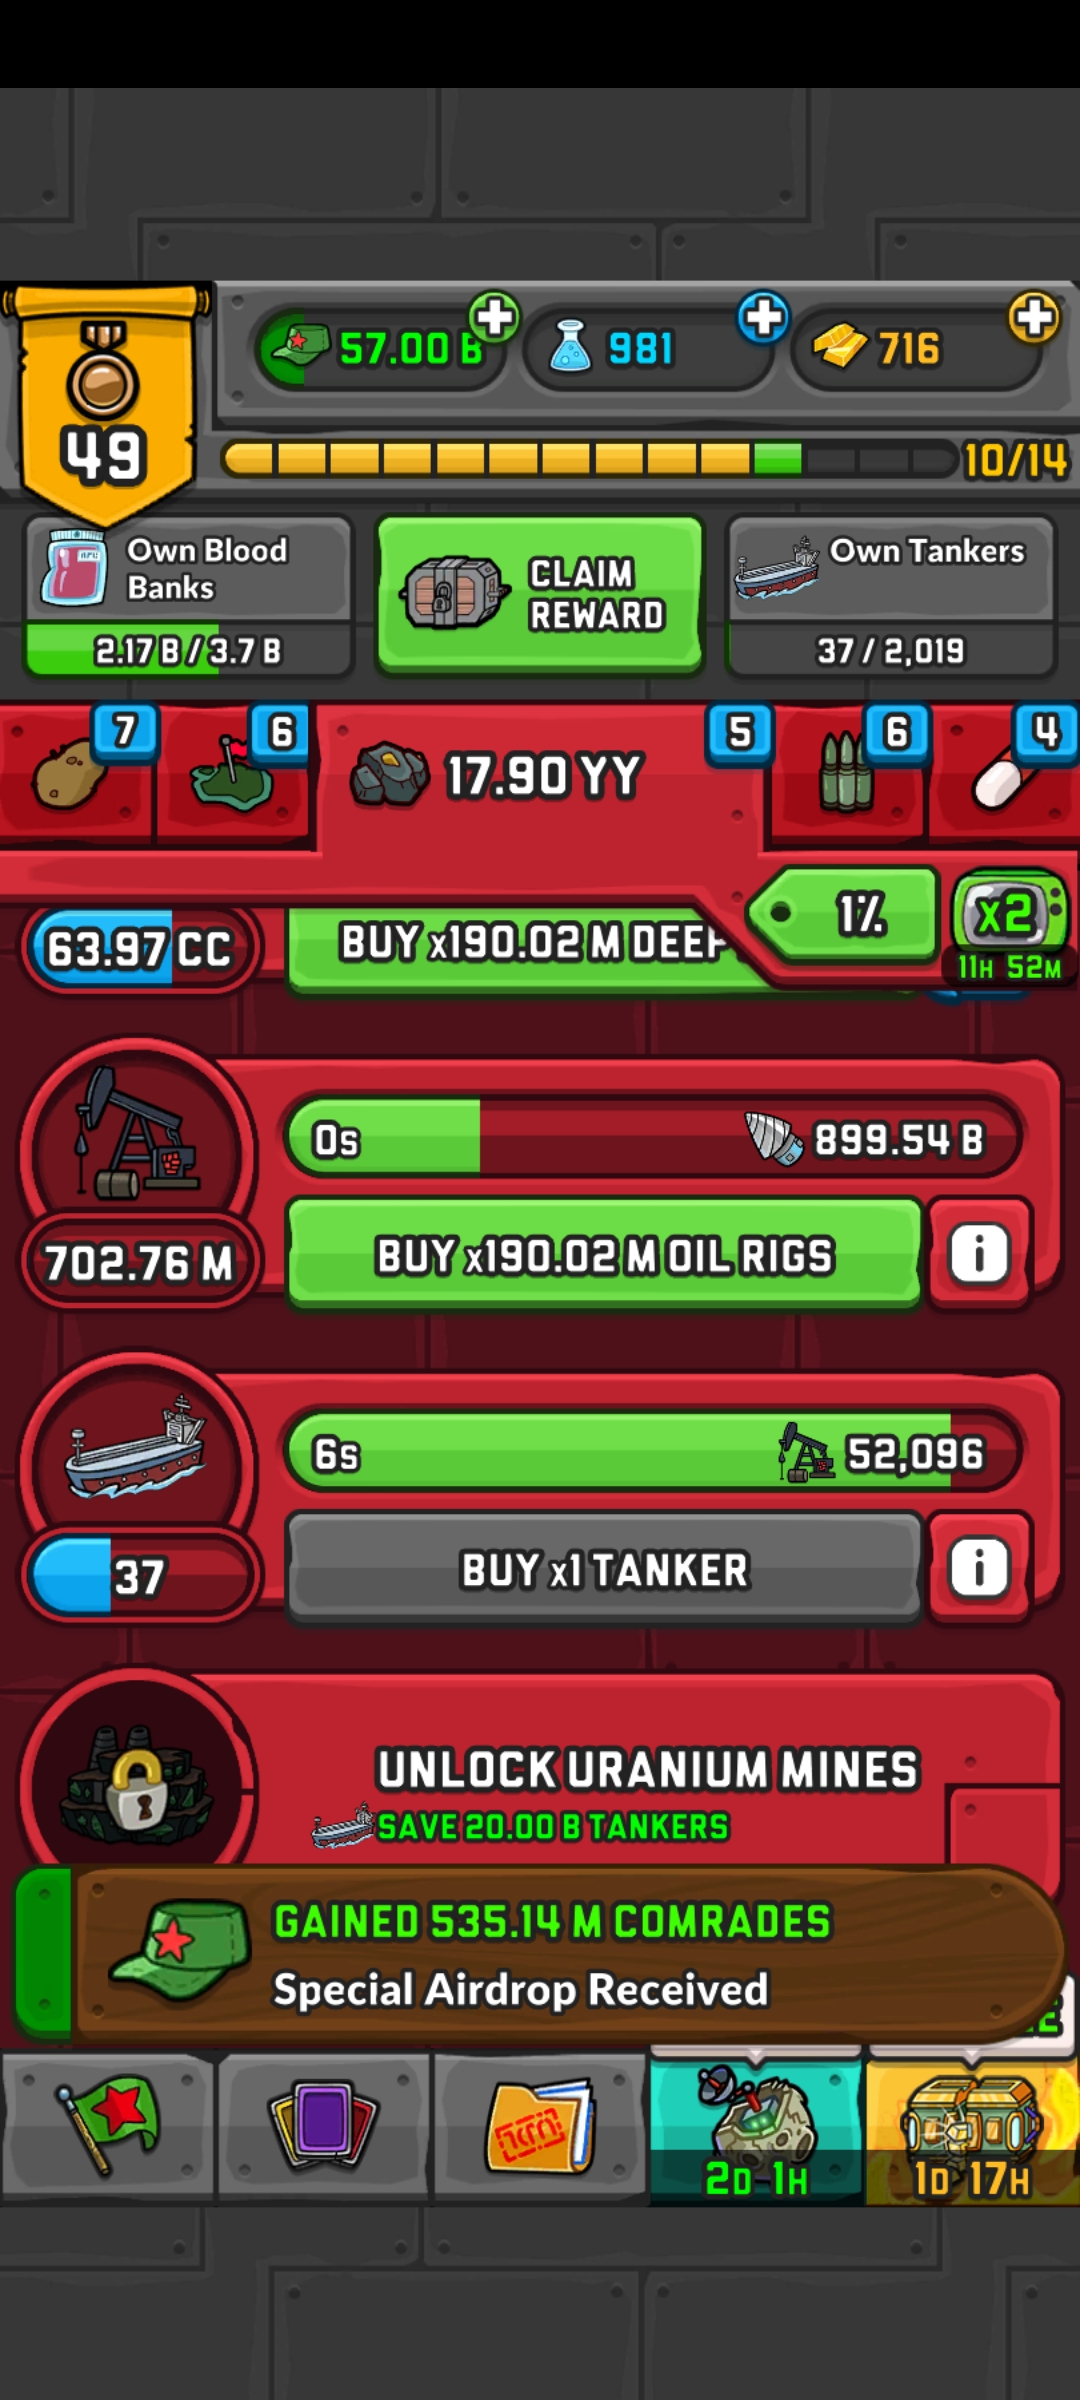 57.00 B
981
716
49
10/14
Own Blood
Banks
2.17 B / 3.7 B
CLAIM
REWARD
Own Tankers
37 / 2,019
7
6
17.90 YY
5
6
4
1%
x2
11H 52M
63.97 CC
BUY x190.02 M DEEP
0s
899.54 B
702.76 M
BUY x190.02 M OIL RIGS
i
6s
52,096
37
BUY x1 TANKER
i
UNLOCK URANIUM MINES
SAVE 20.00 B TANKERS
GAINED 535.14 M COMRADES
Special Airdrop Received
2D 1H
1D 17H